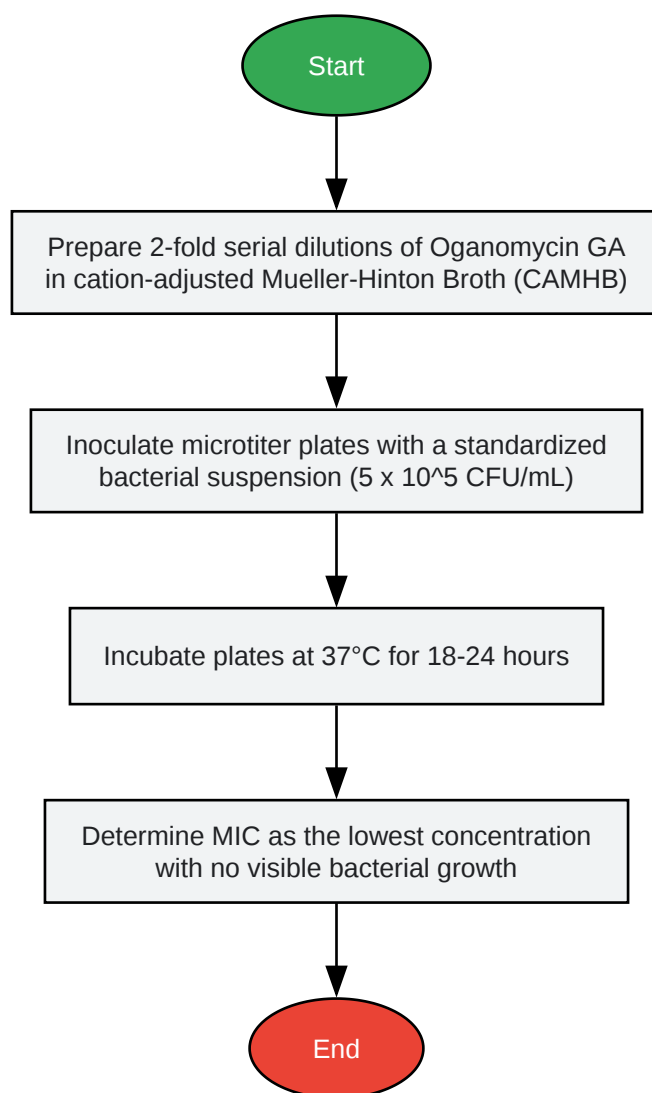 Start
Prepare 2-fold serial dilutions of Oganomycin GA
in cation-adjusted Mueller-Hinton Broth (CAMHB)
Inoculate microtiter plates with a standardized
bacterial suspension (5 x 10^5 CFU/mL)
Incubate plates at 37°C for 18-24 hours
Determine MIC as the lowest concentration
with no visible bacterial growth
End